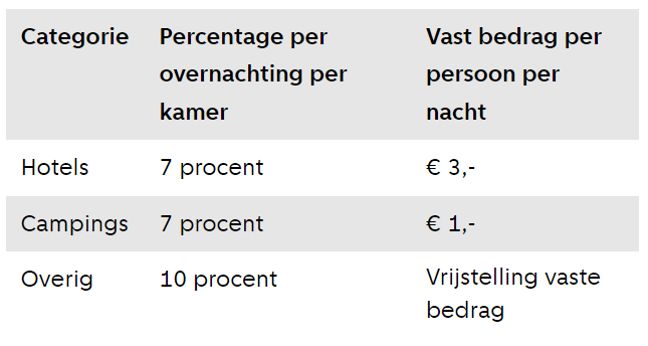 Categorie Percentage per Vast bedrag per
overnachting per persoon per
kamer nacht
Hotels 7 procent € 3,-
Campings 7 procent € 1,-
Overig 10 procent Vrijstelling vaste
bedrag